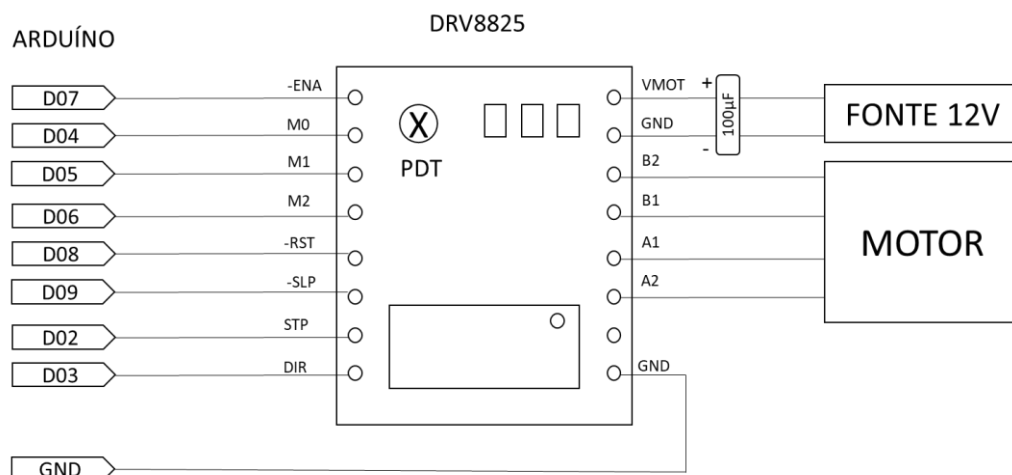 DRV8825
ARDUÍNO
D07
-ENA
VMOT
+
100µF
-
FONTE 12V
D04
M0
X
PDT
GND
D05
M1
B2
D06
M2
B1
MOTOR
D08
-RST
A1
D09
-SLP
A2
D02
STP
D03
DIR
GND
GND